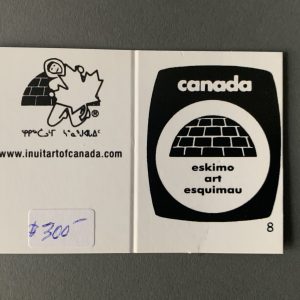 ®
www.inuitartofcanada.com
$300-
canada
eskimo
art
esquimau
8